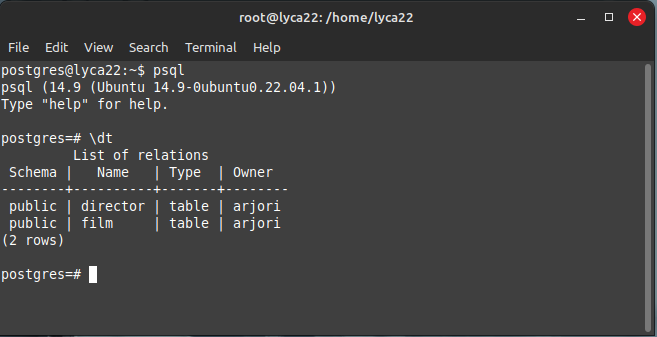 root@lyca22: /home/lyca22
File Edit View Search Terminal Help
postgres@lyca22:~$ psql
psql (14.9 (Ubuntu 14.9-0ubuntu0.22.04.1))
Type "help" for help.
postgres=# \dt
List of relations
Schema | Name | Type | Owner
--------+----------+-------+--------
public | director | table | arjori
public | film | table | arjori
(2 rows)
postgres=#